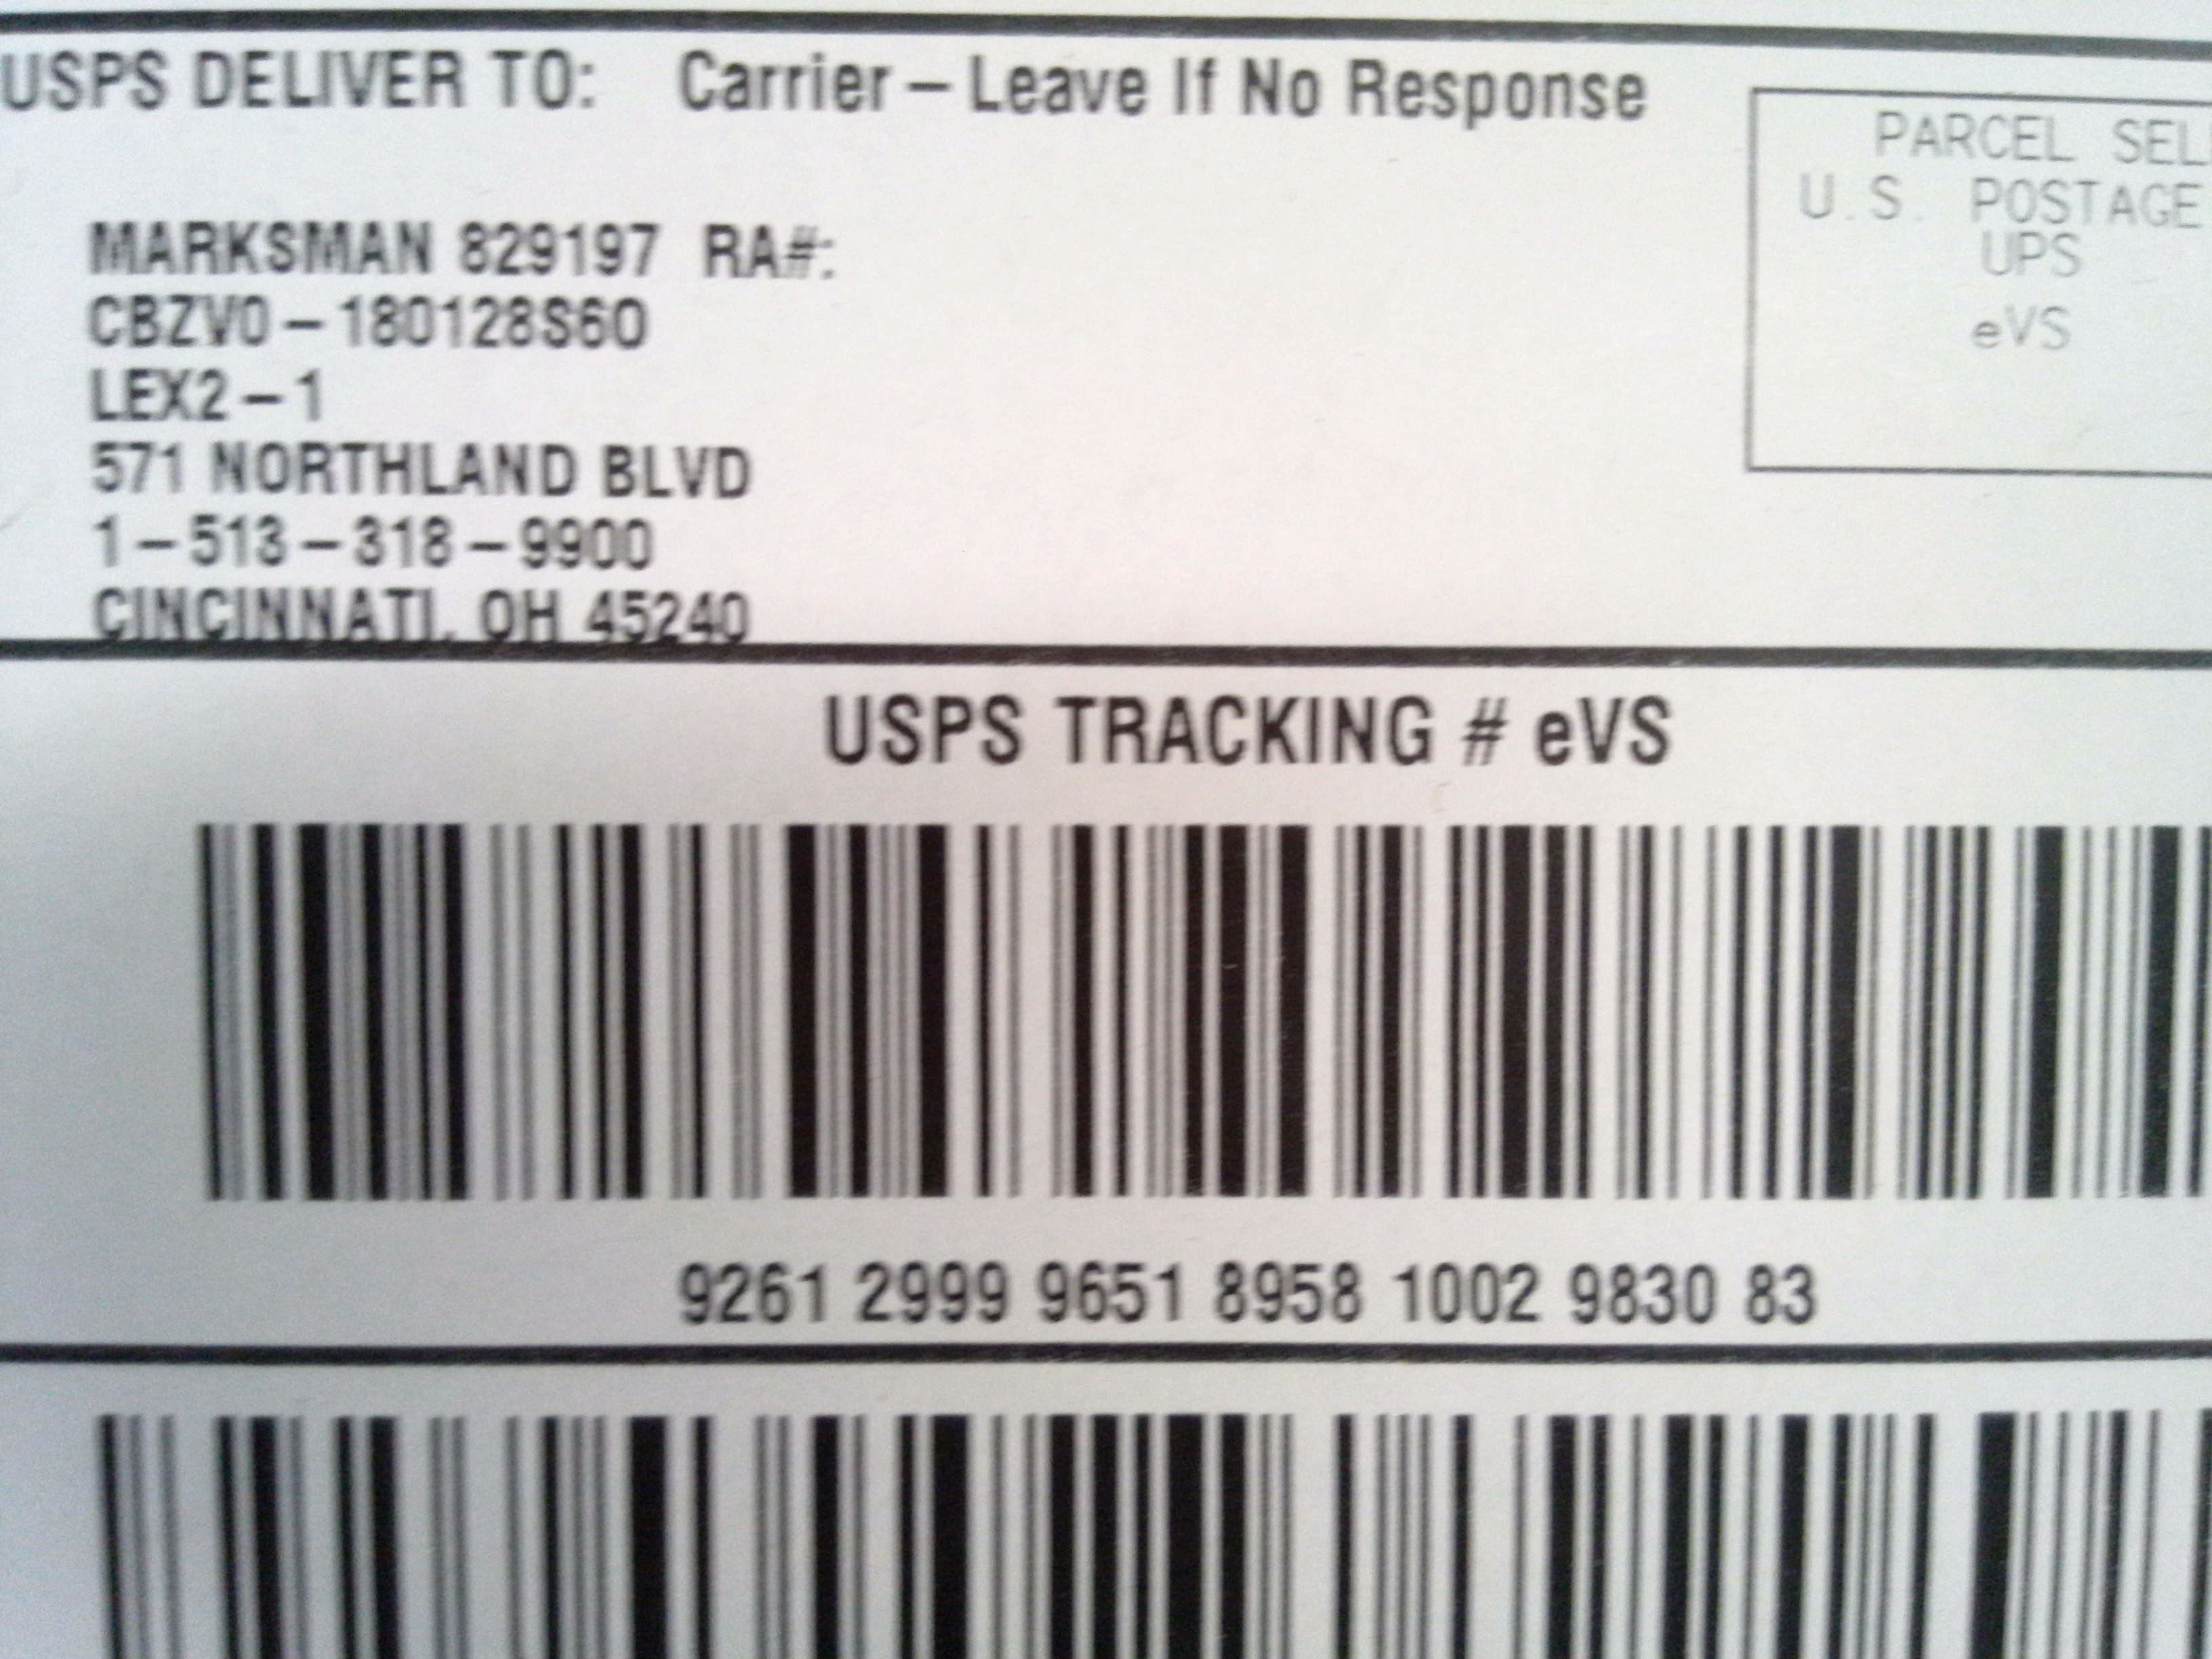 USPS DELIVER TO: Carrier – Leave If No Response
PARCEL SEL
U.S. POSTAGE
UPS
eVS
MARKSMAN 829197 RA#:
CBZV0 – 180128S60
LEX2 – 1
571 NORTHLAND BLVD
1 – 513 – 318 – 9900
CINCINNATI, OH 45240
USPS TRACKING # eVS
9261 2999 9651 8958 1002 9830 83